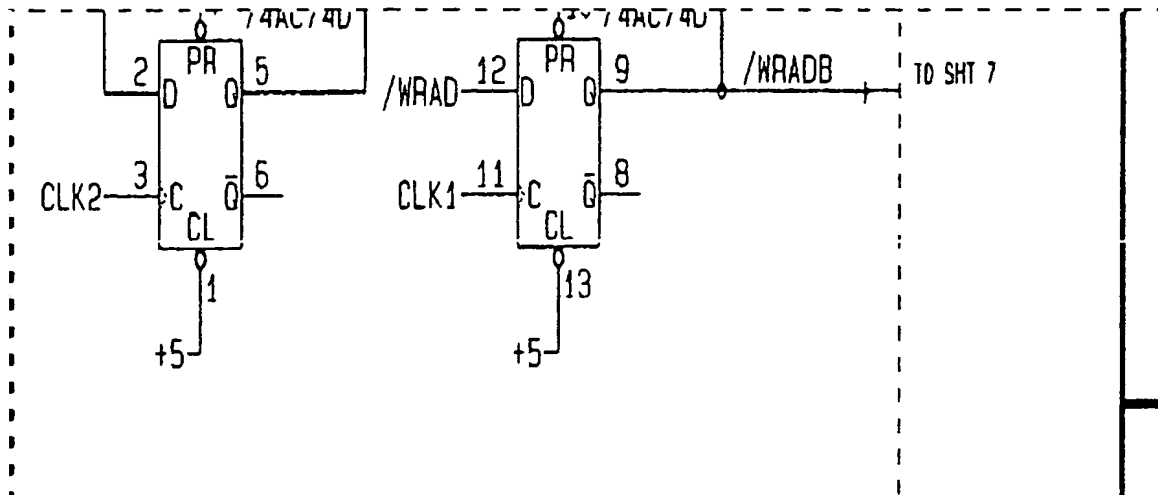 74AC74D
74AC74D
PR
2
5
D
Q
3
6
CLK2
C
Q̅
CL
1
+5
PR
12
9
/WRAD
D
Q
/WRADB
TO SHT 7
11
8
CLK1
C
Q̅
CL
13
+5